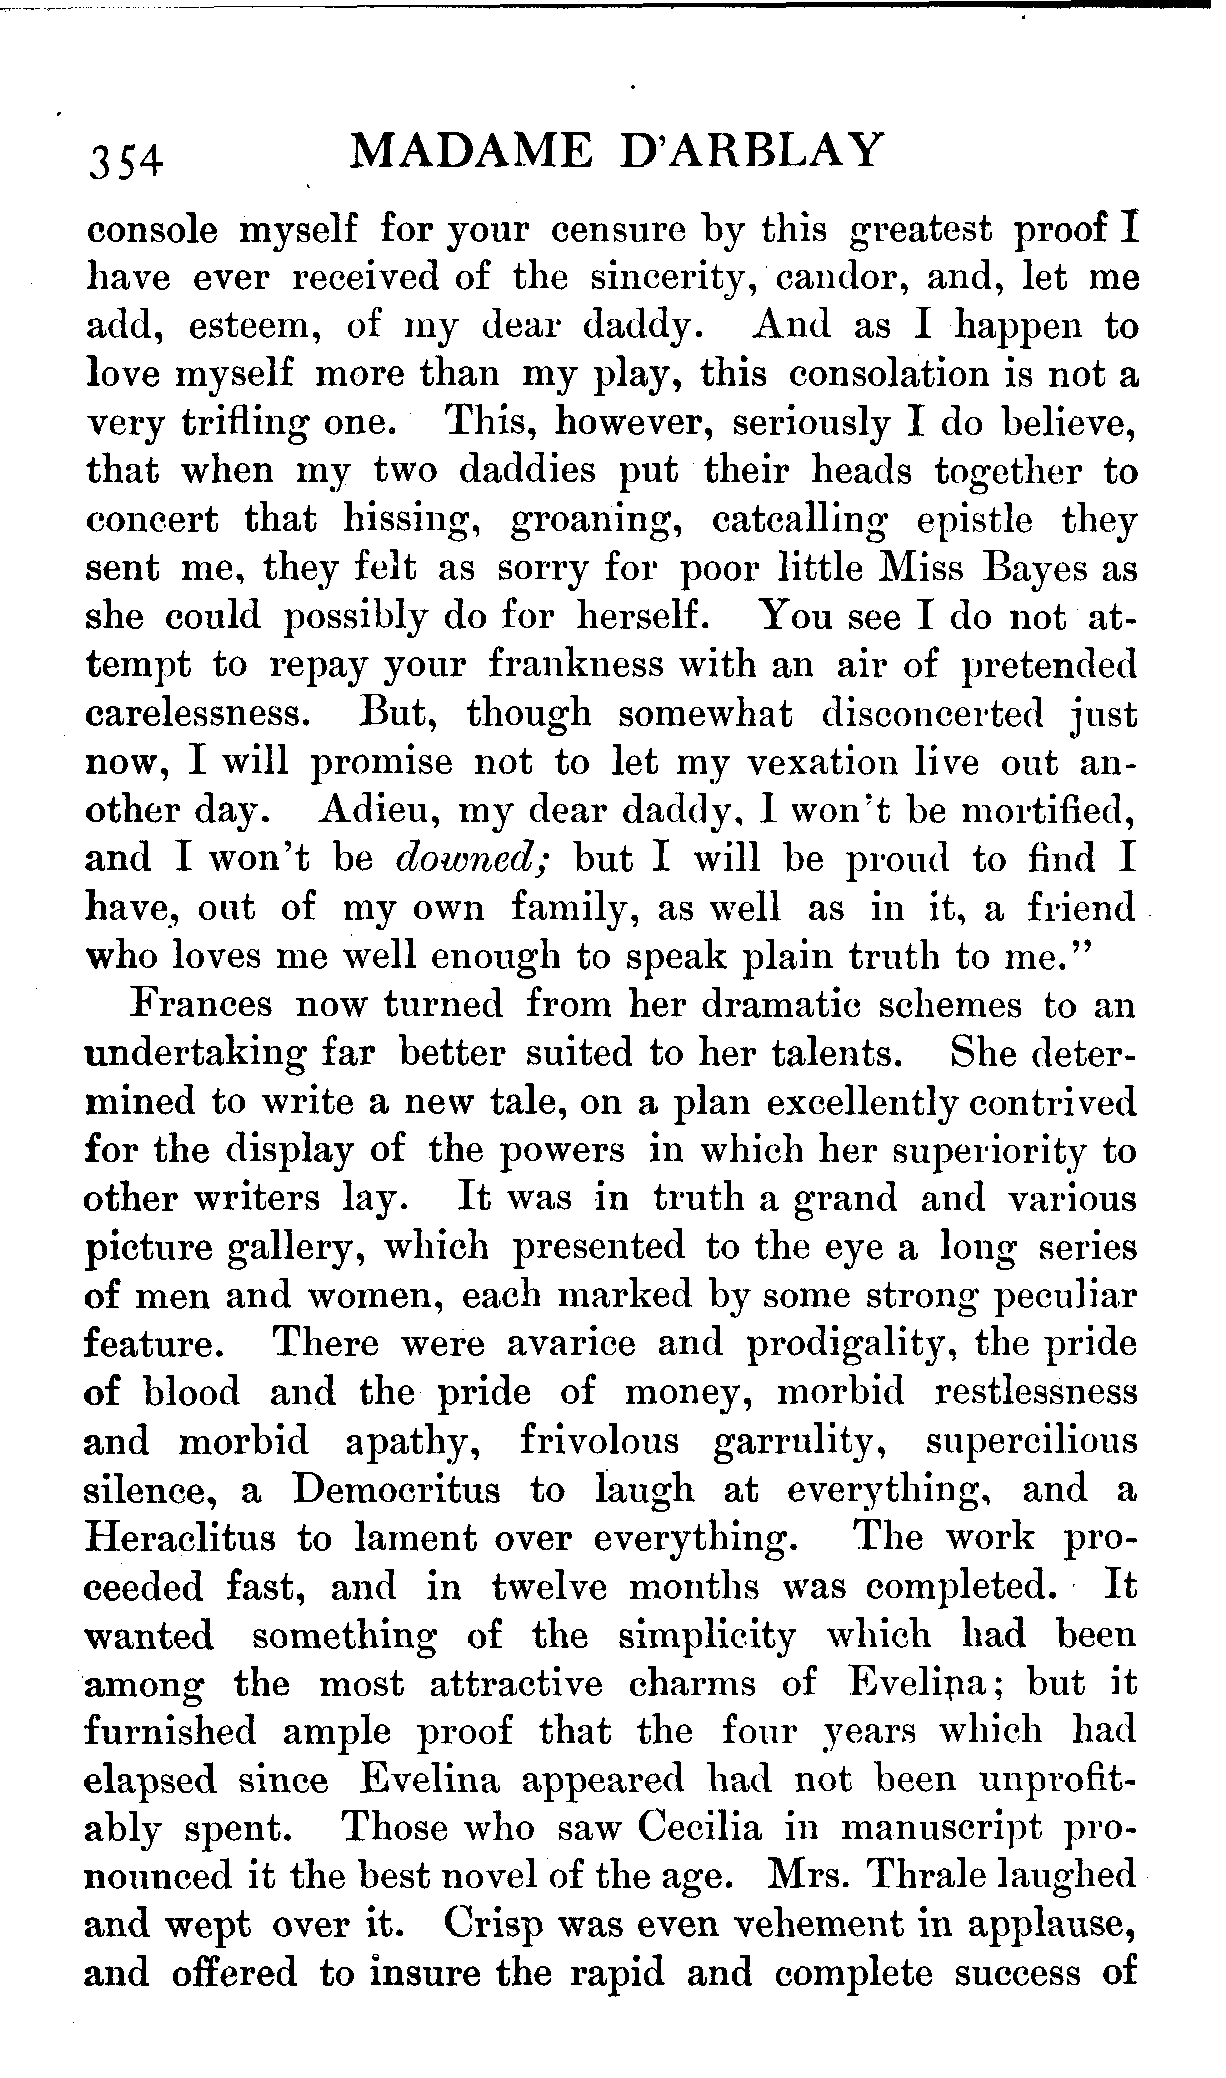 354 MADAME D'ARBLAY
console myself for your censure by this greatest proof I
have ever received of the sincerity, candor, and, let me
add, esteem, of my dear daddy. And as I happen to
love myself more than my play, this consolation is not a
very trifling one. This, however, seriously I do believe,
that when my two daddies put their heads together to
concert that hissing, groaning, catcalling epistle they
sent me, they felt as sorry for poor little Miss Bayes as
she could possibly do for herself. You see I do not at-
tempt to repay your frankness with an air of pretended
carelessness. But, though somewhat disconcerted just
now, I will promise not to let my vexation live out an-
other day. Adieu, my dear daddy, I won't be mortified,
and I won't be downed; but I will be proud to find I
have, out of my own family, as well as in it, a friend
who loves me well enough to speak plain truth to me."
Frances now turned from her dramatic schemes to an
undertaking far better suited to her talents. She deter-
mined to write a new tale, on a plan excellently contrived
for the display of the powers in which her superiority to
other writers lay. It was in truth a grand and various
picture gallery, which presented to the eye a long series
of men and women, each marked by some strong peculiar
feature. There were avarice and prodigality, the pride
of blood and the pride of money, morbid restlessness
and morbid apathy, frivolous garrulity, supercilious
silence, a Democritus to laugh at everything, and a
Heraclitus to lament over everything. The work pro-
ceeded fast, and in twelve months was completed. It
wanted something of the simplicity which had been
among the most attractive charms of Evelina; but it
furnished ample proof that the four years which had
elapsed since Evelina appeared had not been unprofit-
ably spent. Those who saw Cecilia in manuscript pro-
nounced it the best novel of the age. Mrs. Thrale laughed
and wept over it. Crisp was even vehement in applause,
and offered to insure the rapid and complete success of